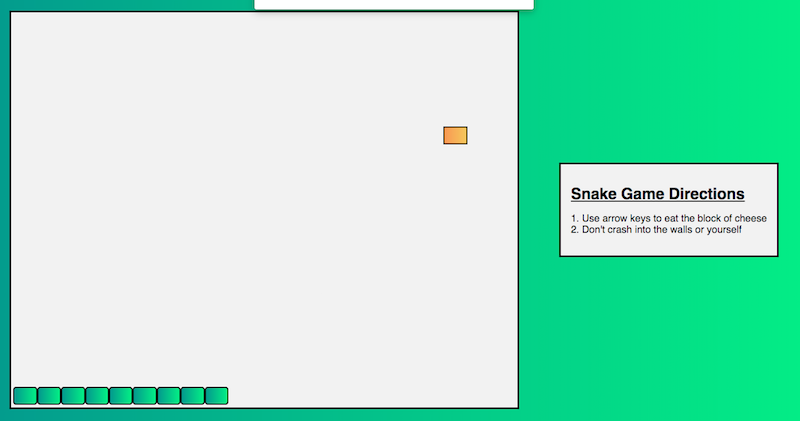 Snake Game Directions
1. Use arrow keys to eat the block of cheese
2. Don't crash into the walls or yourself